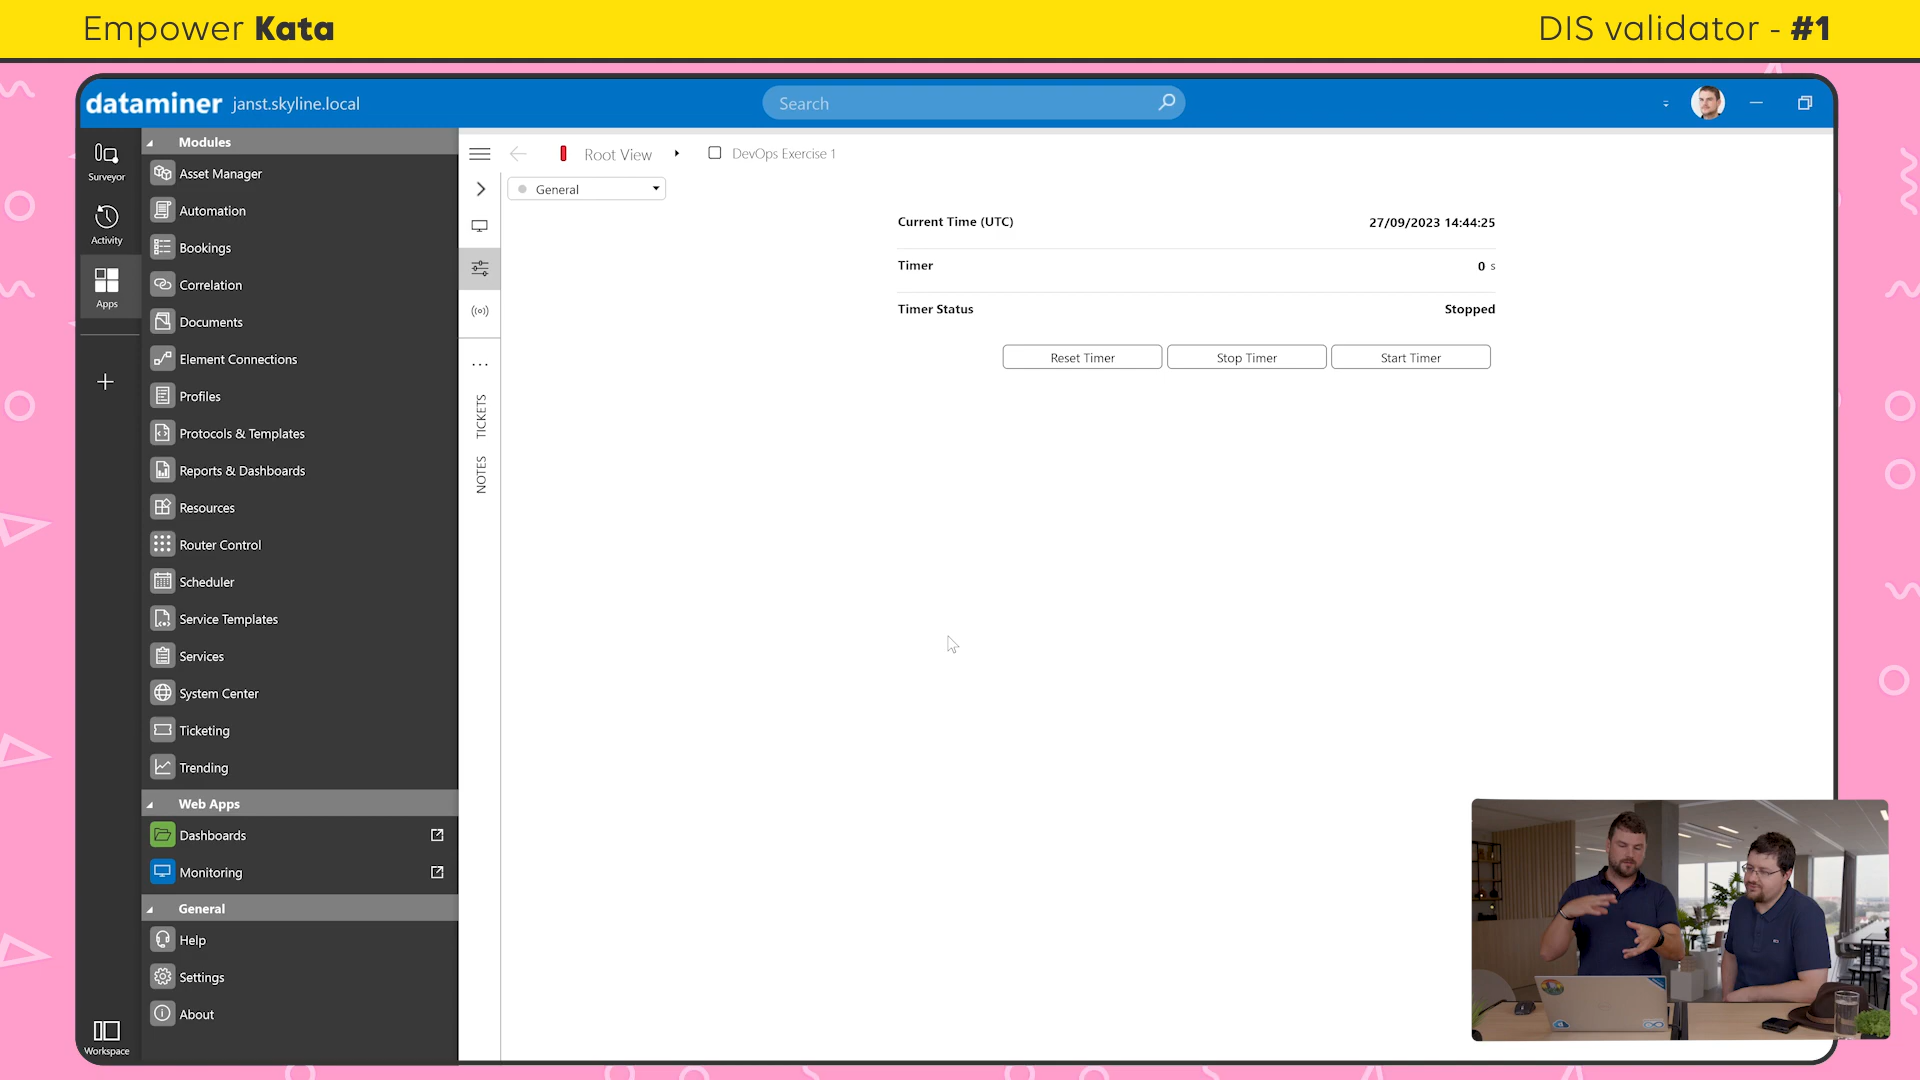 Empower Kata
DIS validator - #1
dataminer janst.skyline.local
Search
Surveyor
Activity
Apps
Workspace
Modules
Asset Manager
Automation
Bookings
Correlation
Documents
Element Connections
Profiles
Protocols & Templates
Reports & Dashboards
Resources
Router Control
Scheduler
Service Templates
Services
System Center
Ticketing
Trending
Web Apps
Dashboards
Monitoring
General
Help
Settings
About
TICKETS
NOTES
Root View
DevOps Exercise 1
General
Current Time (UTC) 27/09/2023 14:44:25
Timer 0 s
Timer Status Stopped
Reset Timer
Stop Timer
Start Timer